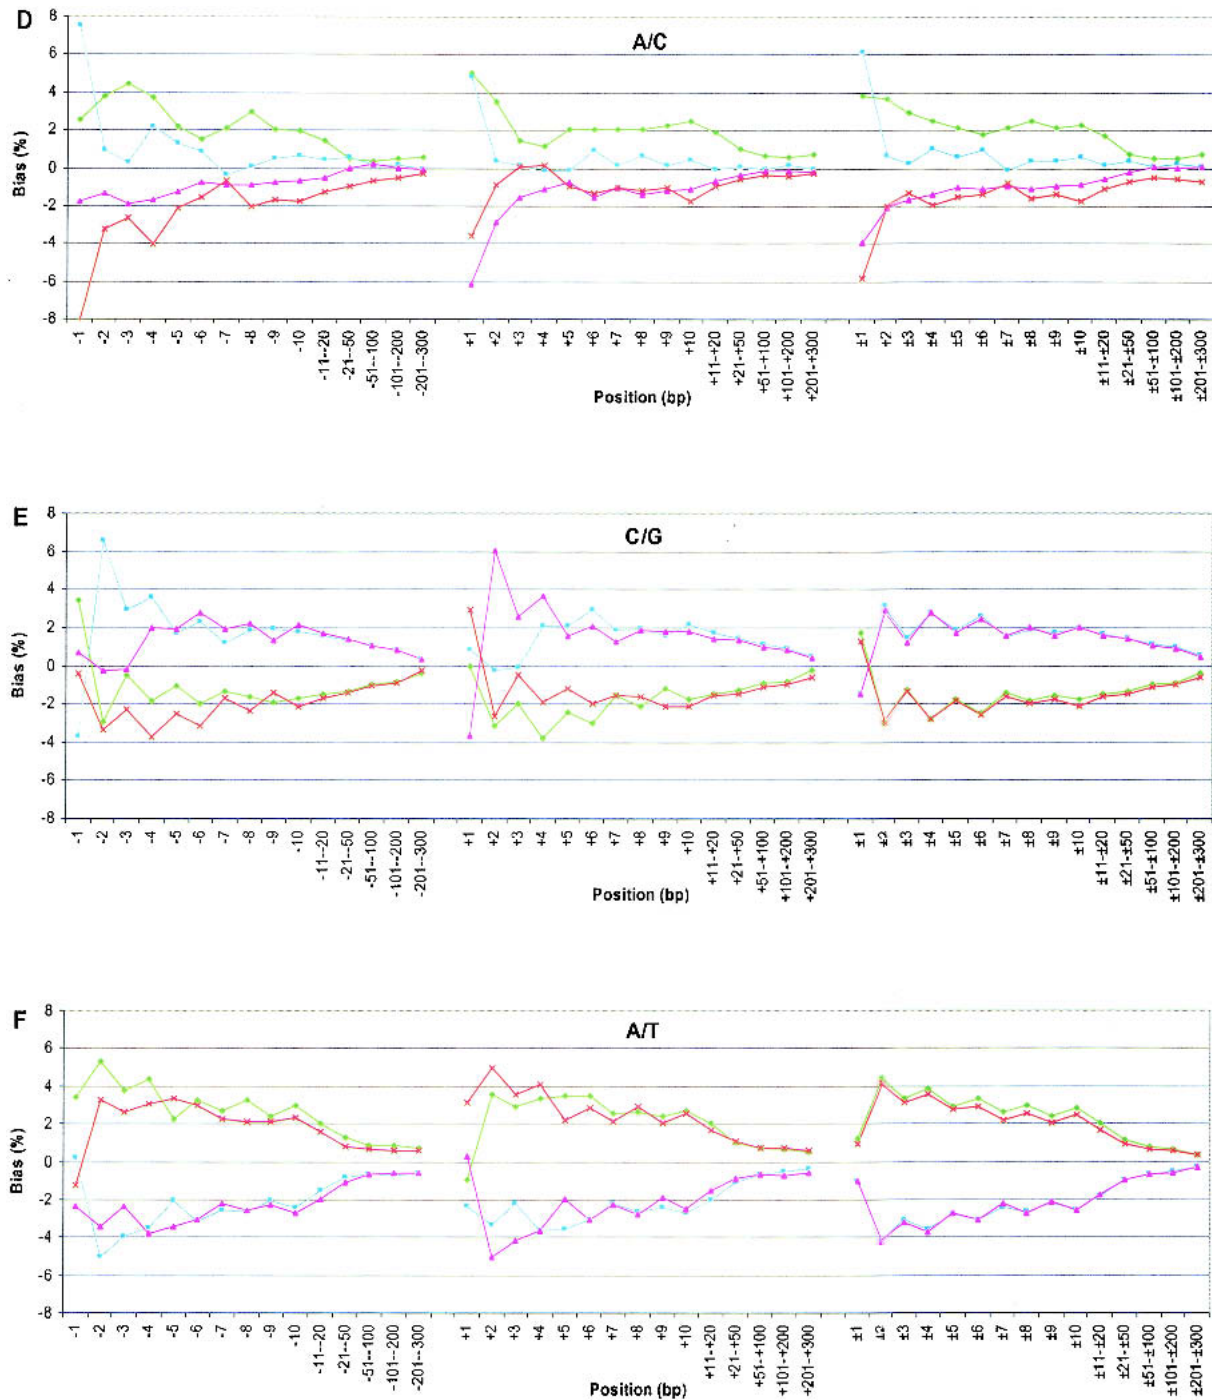 D
A/C
8
6
4
2
0
-2
-4
-6
-8
Bias (%)
-1 -2 -3 -4 -5 -6 -7 -8 -9 -10 -11--20 -21--50 -51--100 -101--200 -201--300
+1 +2 +3 +4 +5 +6 +7 +8 +9 +10 +11-+20 +21-+50 +51-+100 +101-+200 +201-+300
±1 ±2 ±3 ±4 ±5 ±6 ±7 ±8 ±9 ±10 ±11-±20 ±21-±50 ±51-±100 ±101-±200 ±201-±300
Position (bp)
E
C/G
8
6
4
2
0
-2
-4
-6
-8
Bias (%)
-1 -2 -3 -4 -5 -6 -7 -8 -9 -10 -11--20 -21--50 -51--100 -101--200 -201--300
+1 +2 +3 +4 +5 +6 +7 +8 +9 +10 +11-+20 +21-+50 +51-+100 +101-+200 +201-+300
±1 ±2 ±3 ±4 ±5 ±6 ±7 ±8 ±9 ±10 ±11-±20 ±21-±50 ±51-±100 ±101-±200 ±201-±300
Position (bp)
F
A/T
8
6
4
2
0
-2
-4
-6
-8
Bias (%)
-1 -2 -3 -4 -5 -6 -7 -8 -9 -10 -11--20 -21--50 -51--100 -101--200 -201--300
+1 +2 +3 +4 +5 +6 +7 +8 +9 +10 +11-+20 +21-+50 +51-+100 +101-+200 +201-+300
±1 ±2 ±3 ±4 ±5 ±6 ±7 ±8 ±9 ±10 ±11-±20 ±21-±50 ±51-±100 ±101-±200 ±201-±300
Position (bp)